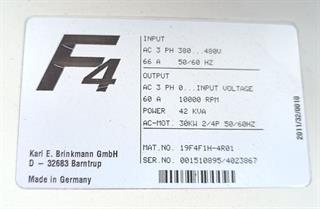 F4
INPUT
AC 3 PH 380...480V
66 A 50/60 HZ
OUTPUT
AC 3 PH 0...INPUT VOLTAGE
60 A 10000 RPM
POWER 42 KVA
AC-MOT. 30KW 2/4P 50/60HZ
MAT.NO. 19F4F1H-4R01
SER.NO. 001510895/4023867
Karl E. Brinkmann GmbH
D - 32683 Barntrup
Made in Germany
2011/32/0010